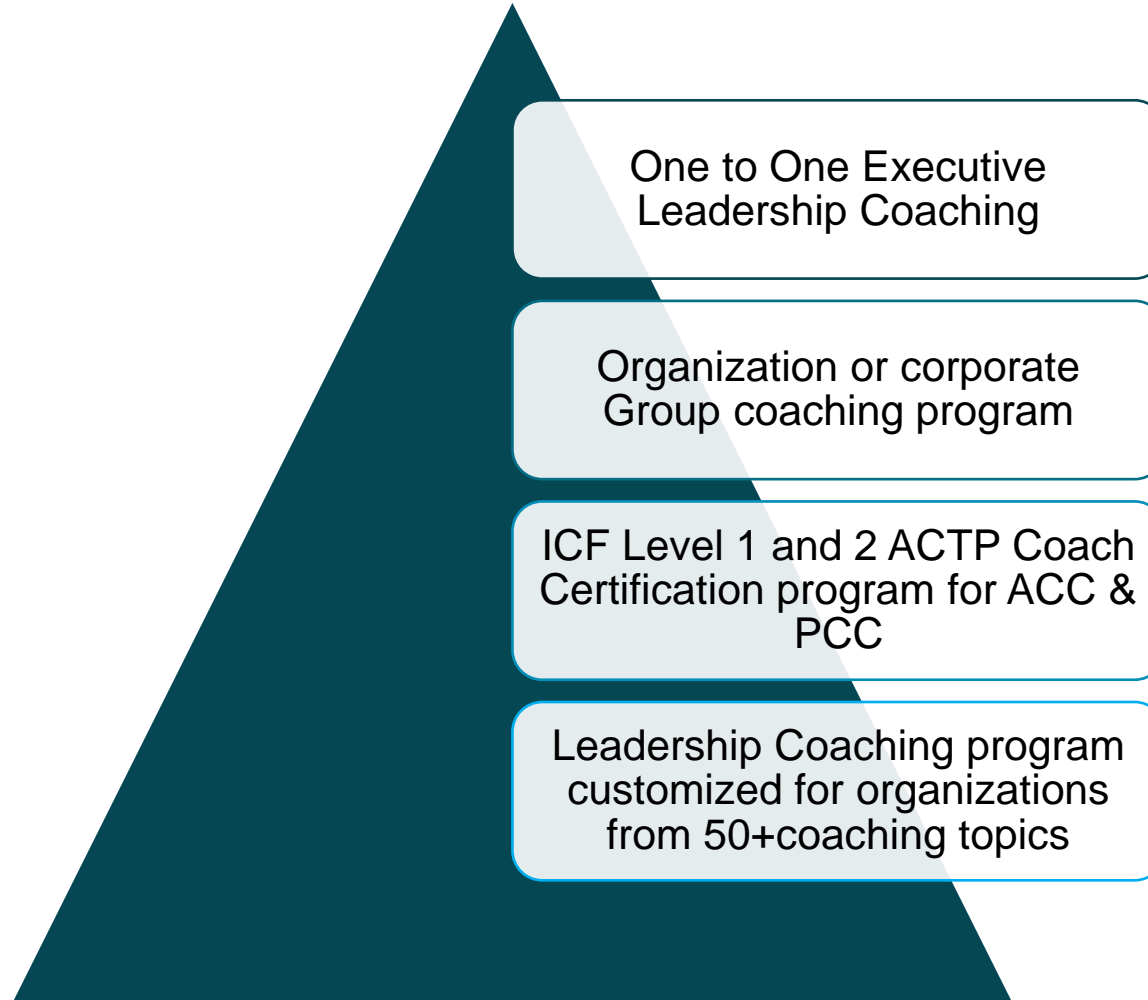 One to One Executive
Leadership Coaching
Organization or corporate
Group coaching program
ICF Level 1 and 2 ACTP Coach
Certification program for ACC &
PCC
Leadership Coaching program
customized for organizations
from 50+coaching topics